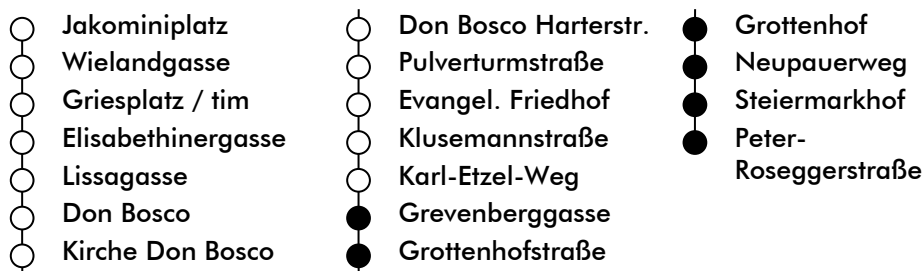 Jakominiplatz
Wielandgasse
Griesplatz / tim
Elisabethinergasse
Lissagasse
Don Bosco
Kirche Don Bosco
Don Bosco Harterstr.
Pulverturmstraße
Evangel. Friedhof
Klusemannstraße
Karl-Etzel-Weg
Grevenberggasse
Grottenhofstraße
Grottenhof
Neupauerweg
Steiermarkhof
Peter-
Roseggerstraße